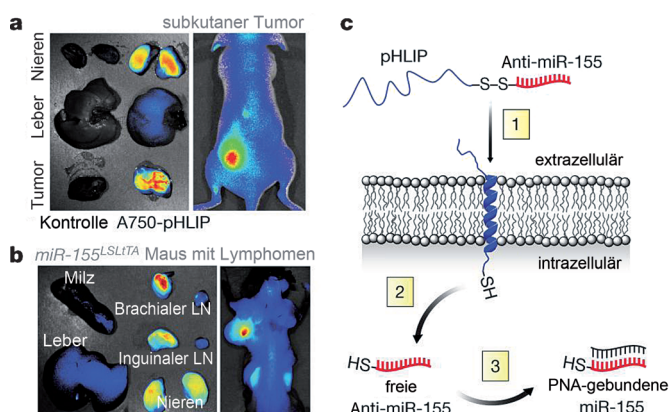 a
subkutaner Tumor
Nieren
Leber
Tumor
Kontrolle A750-pHLIP
b
miR-155LSLtTA Maus mit Lymphomen
Milz
Brachialer LN
Leber
Inguinaler LN
Nieren
c
pHLIP
Anti-miR-155
S-S
1
extrazellulär
intrazellulär
SH
2
HS
freie
Anti-miR-155
3
HS
PNA-gebundene
miR-155